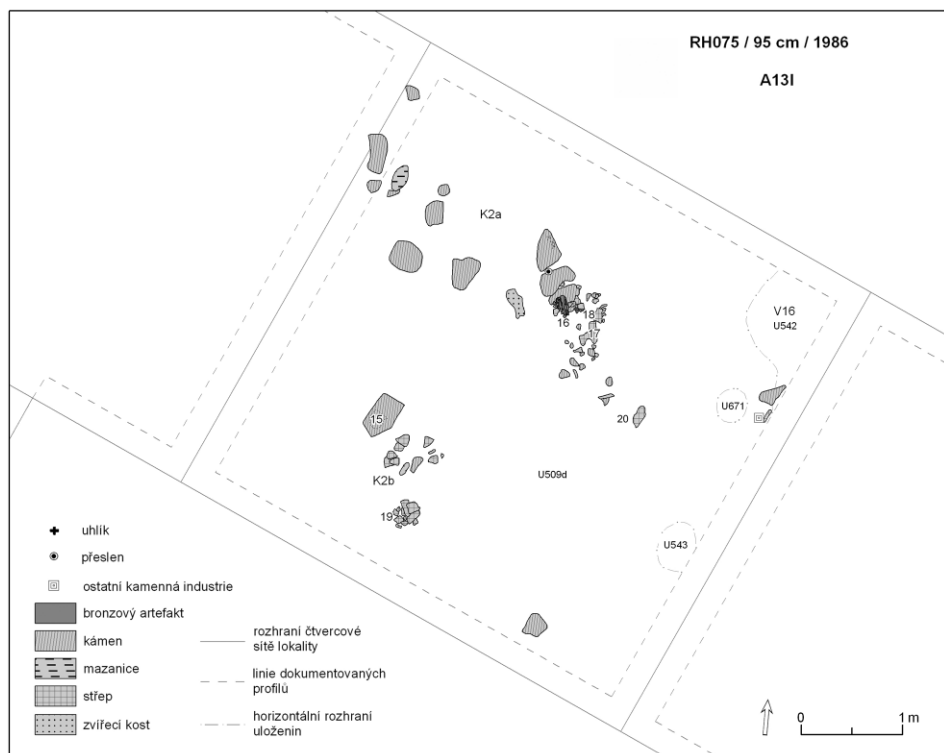 RH075 / 95 cm / 1986
A13I
K2a
16
18
17
V16
U542
U671
20
15
K2b
19
U509d
U543
uhlík
přeslen
ostatní kamenná industrie
bronzový artefakt
kámen
mazanice
střep
zvířecí kost
rozhraní čtvercové
sítě lokality
linie dokumentovaných
profilů
horizontální rozhraní
uloženin
0
1 m